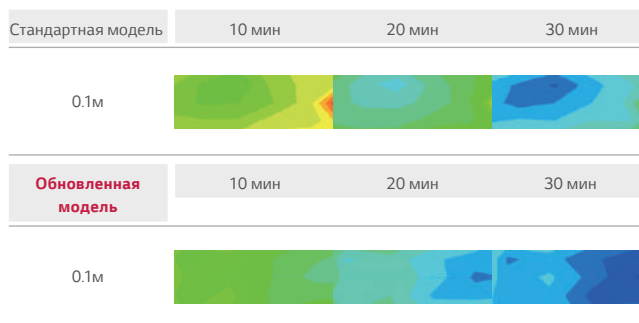 Стандартная модель 10 мин 20 мин 30 мин
0.1м
Обновленная 10 мин 20 мин 30 мин
модель
0.1м